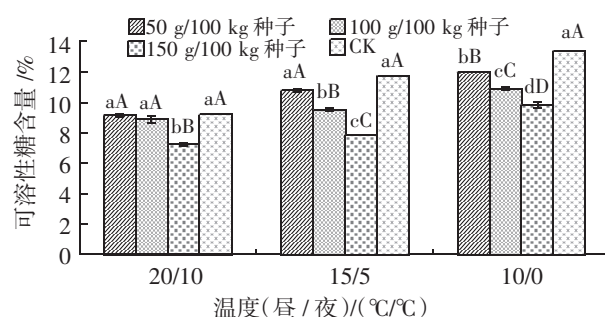 50 g/100 kg 种子 100 g/100 kg 种子
150 g/100 kg 种子 CK
可溶性糖含量/%
14
12
10
8
6
4
2
0
aA aA bB aA
aA bB cC aA
bB cC dD aA
20/10 15/5 10/0
温度(昼/夜)/(℃/℃)